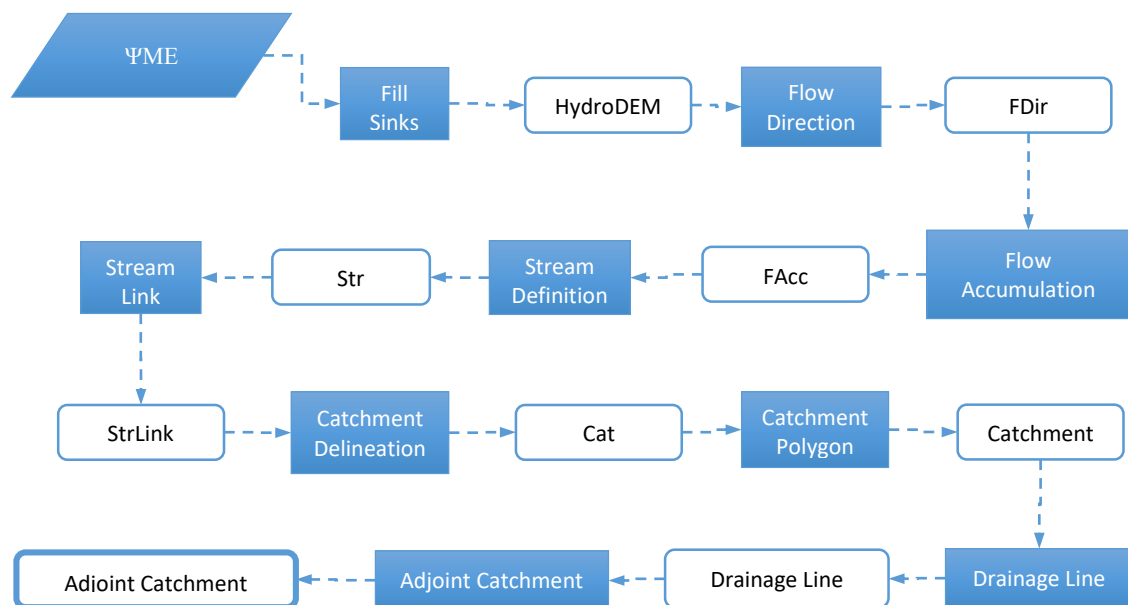 ΨΜΕ
Fill
Sinks
HydroDEM
Flow
Direction
FDir
Stream
Link
Str
Stream
Definition
FAcc
Flow
Accumulation
StrLink
Catchment
Delineation
Cat
Catchment
Polygon
Catchment
Adjoint Catchment
Adjoint Catchment
Drainage Line
Drainage Line